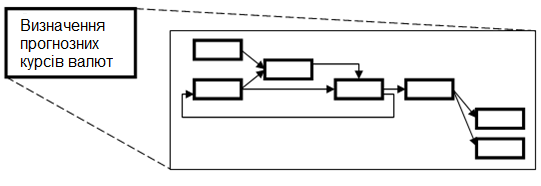 Визначення
прогнозних
курсів валют